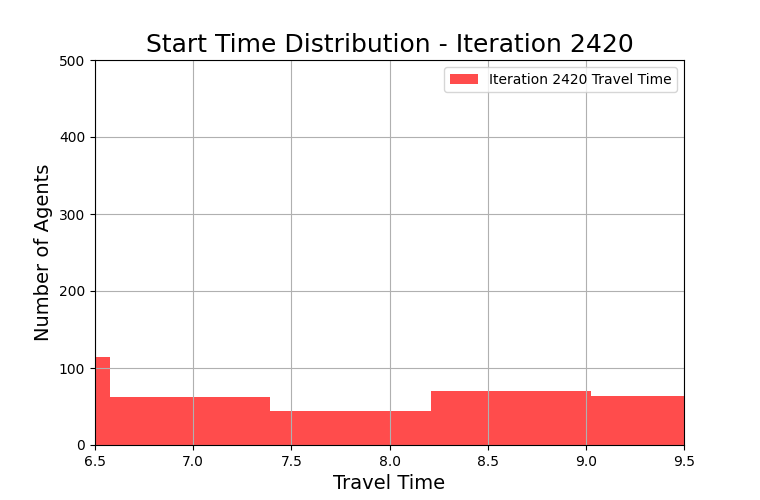 Start Time Distribution - Iteration 2420
Iteration 2420 Travel Time
Number of Agents
500
400
300
200
100
0
6.5 7.0 7.5 8.0 8.5 9.0 9.5
Travel Time